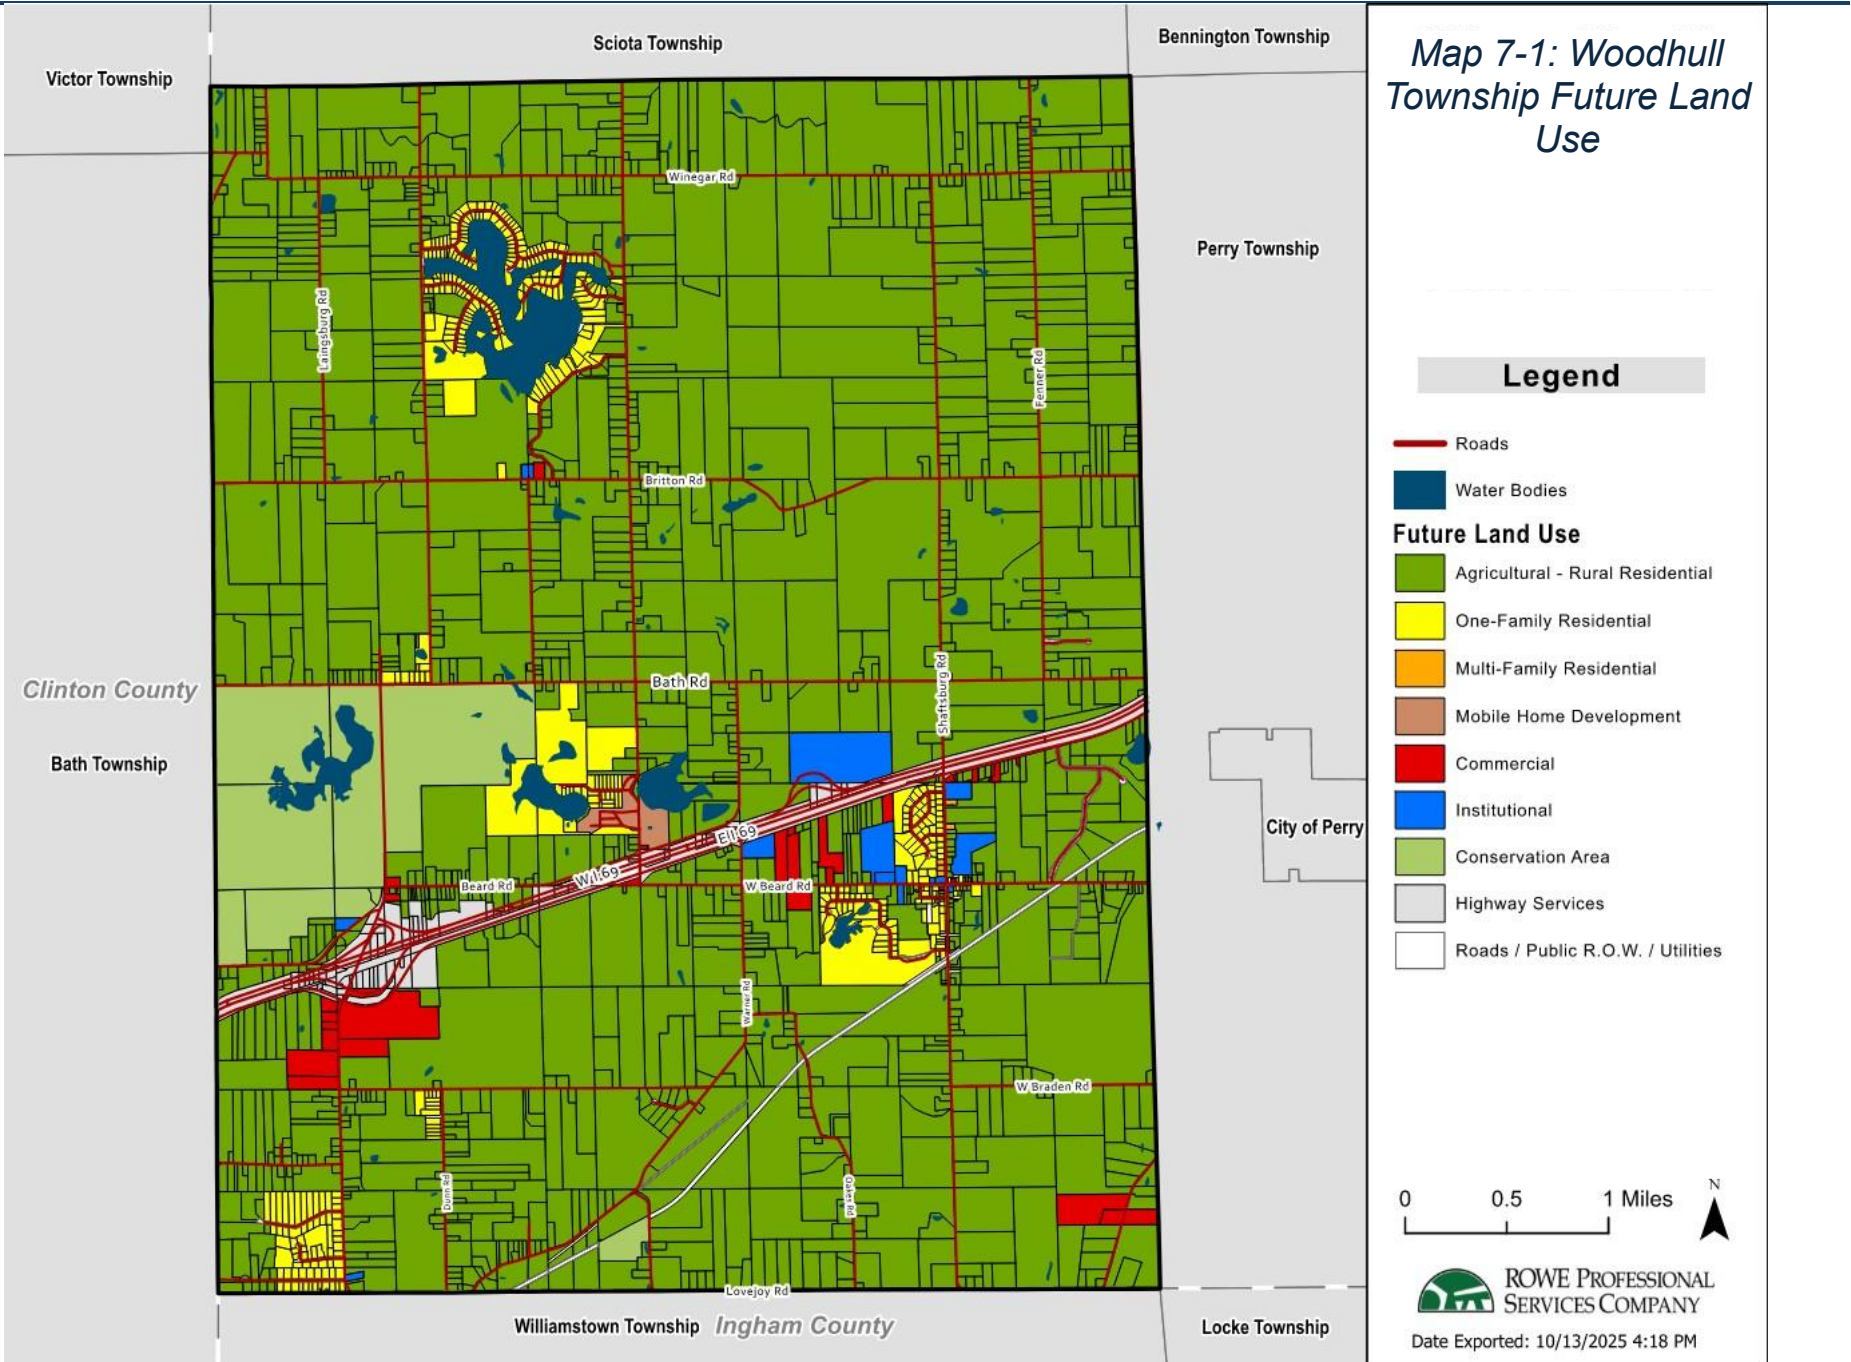 Map 7-1: Woodhull
Township Future Land
Use
Sciota Township
Bennington Township
Victor Township
Winegar Rd
Perry Township
Laingsburg Rd
Fenner Rd
Britton Rd
Bath Rd
Shaftsburg Rd
Clinton County
Bath Township
City of Perry
E I 69
W I 69
Beard Rd
W Beard Rd
Warner Rd
W Braden Rd
Dunn Rd
Oakes Rd
Lovejoy Rd
Williamstown Township
Ingham County
Locke Township
Legend
Roads
Water Bodies
Future Land Use
Agricultural - Rural Residential
One-Family Residential
Multi-Family Residential
Mobile Home Development
Commercial
Institutional
Conservation Area
Highway Services
Roads / Public R.O.W. / Utilities
0 0.5 1 Miles
N
ROWE PROFESSIONAL
SERVICES COMPANY
Date Exported: 10/13/2025 4:18 PM